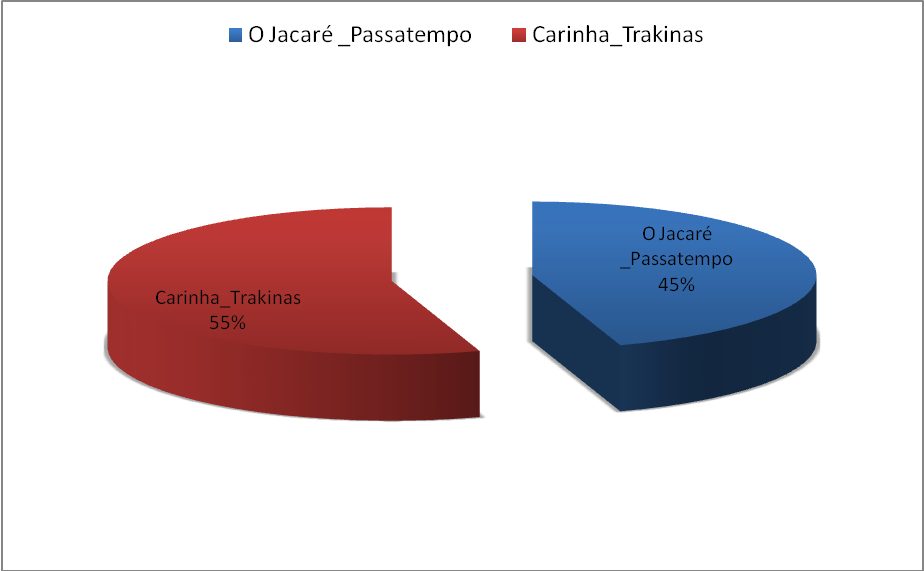 O Jacaré _Passatempo Carinha_Trakinas
O Jacaré
_Passatempo
45%
Carinha_Trakinas
55%